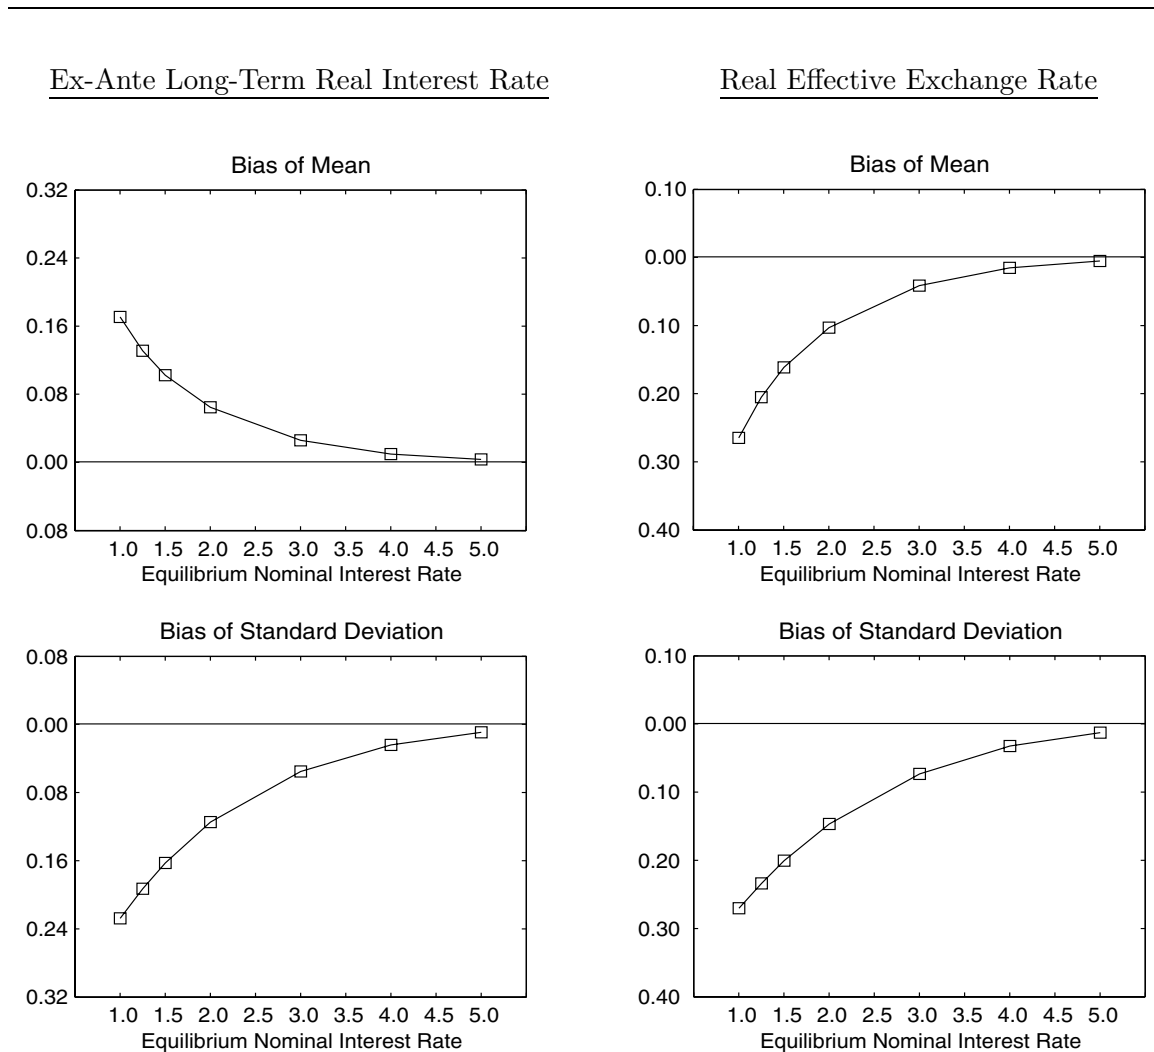 Ex-Ante Long-Term Real Interest Rate
Real Effective Exchange Rate
Bias of Mean
0.32
0.24
0.16
0.08
0.00
0.08
1.0 1.5 2.0 2.5 3.0 3.5 4.0 4.5 5.0
Equilibrium Nominal Interest Rate
Bias of Mean
0.10
0.00
0.10
0.20
0.30
0.40
1.0 1.5 2.0 2.5 3.0 3.5 4.0 4.5 5.0
Equilibrium Nominal Interest Rate
Bias of Standard Deviation
0.08
0.00
0.08
0.16
0.24
0.32
1.0 1.5 2.0 2.5 3.0 3.5 4.0 4.5 5.0
Equilibrium Nominal Interest Rate
Bias of Standard Deviation
0.10
0.00
0.10
0.20
0.30
0.40
1.0 1.5 2.0 2.5 3.0 3.5 4.0 4.5 5.0
Equilibrium Nominal Interest Rate